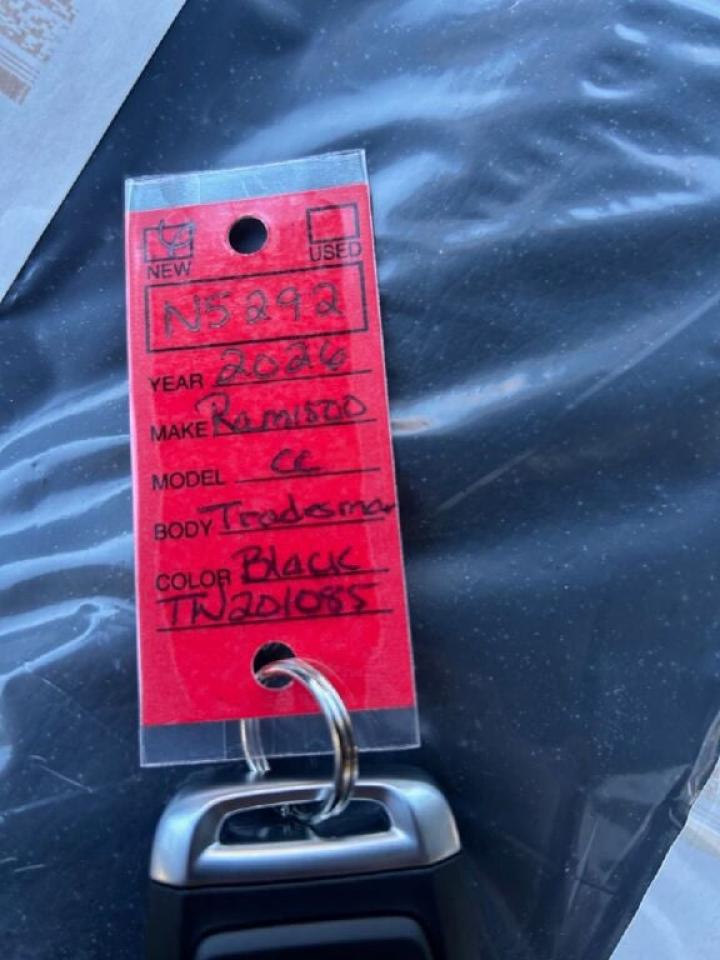 NEW USED
N5292
YEAR 2026
MAKE Ram1500
MODEL CC
BODY Tradesman
COLOR Black
TN201085